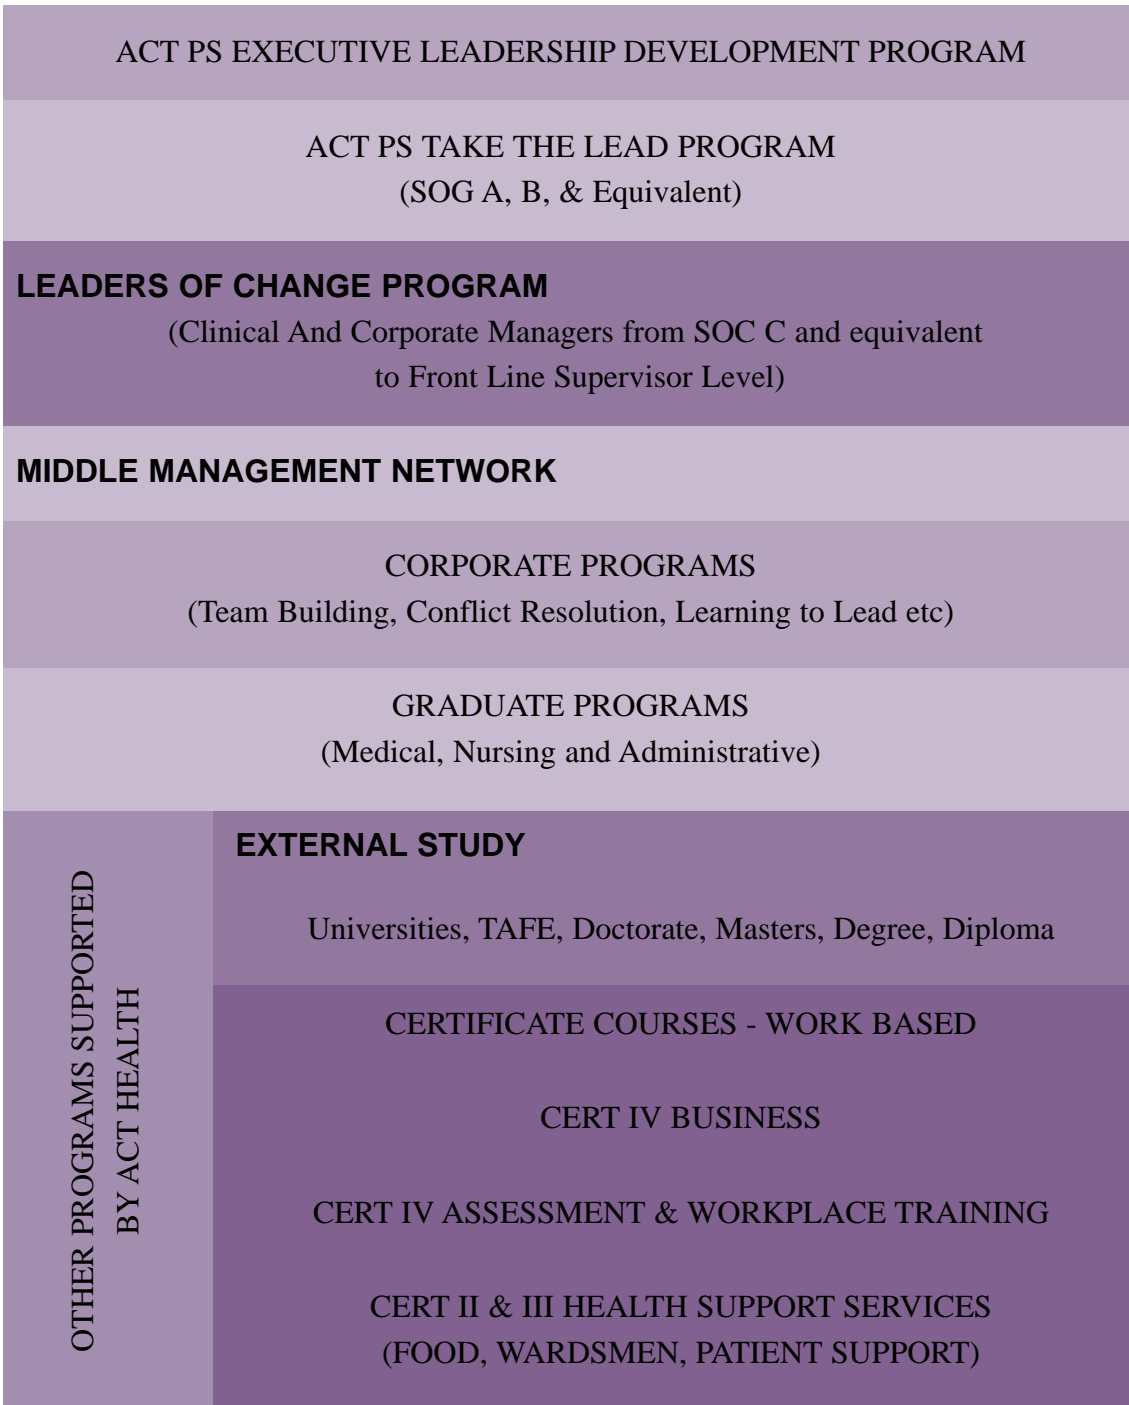 ACT PS EXECUTIVE LEADERSHIP DEVELOPMENT PROGRAM
ACT PS TAKE THE LEAD PROGRAM
(SOG A, B, & Equivalent)
LEADERS OF CHANGE PROGRAM
(Clinical And Corporate Managers from SOC C and equivalent
to Front Line Supervisor Level)
MIDDLE MANAGEMENT NETWORK
CORPORATE PROGRAMS
(Team Building, Conflict Resolution, Learning to Lead etc)
GRADUATE PROGRAMS
(Medical, Nursing and Administrative)
OTHER PROGRAMS SUPPORTED
BY ACT HEALTH
EXTERNAL STUDY
Universities, TAFE, Doctorate, Masters, Degree, Diploma
CERTIFICATE COURSES - WORK BASED
CERT IV BUSINESS
CERT IV ASSESSMENT & WORKPLACE TRAINING
CERT II & III HEALTH SUPPORT SERVICES
(FOOD, WARDSMEN, PATIENT SUPPORT)